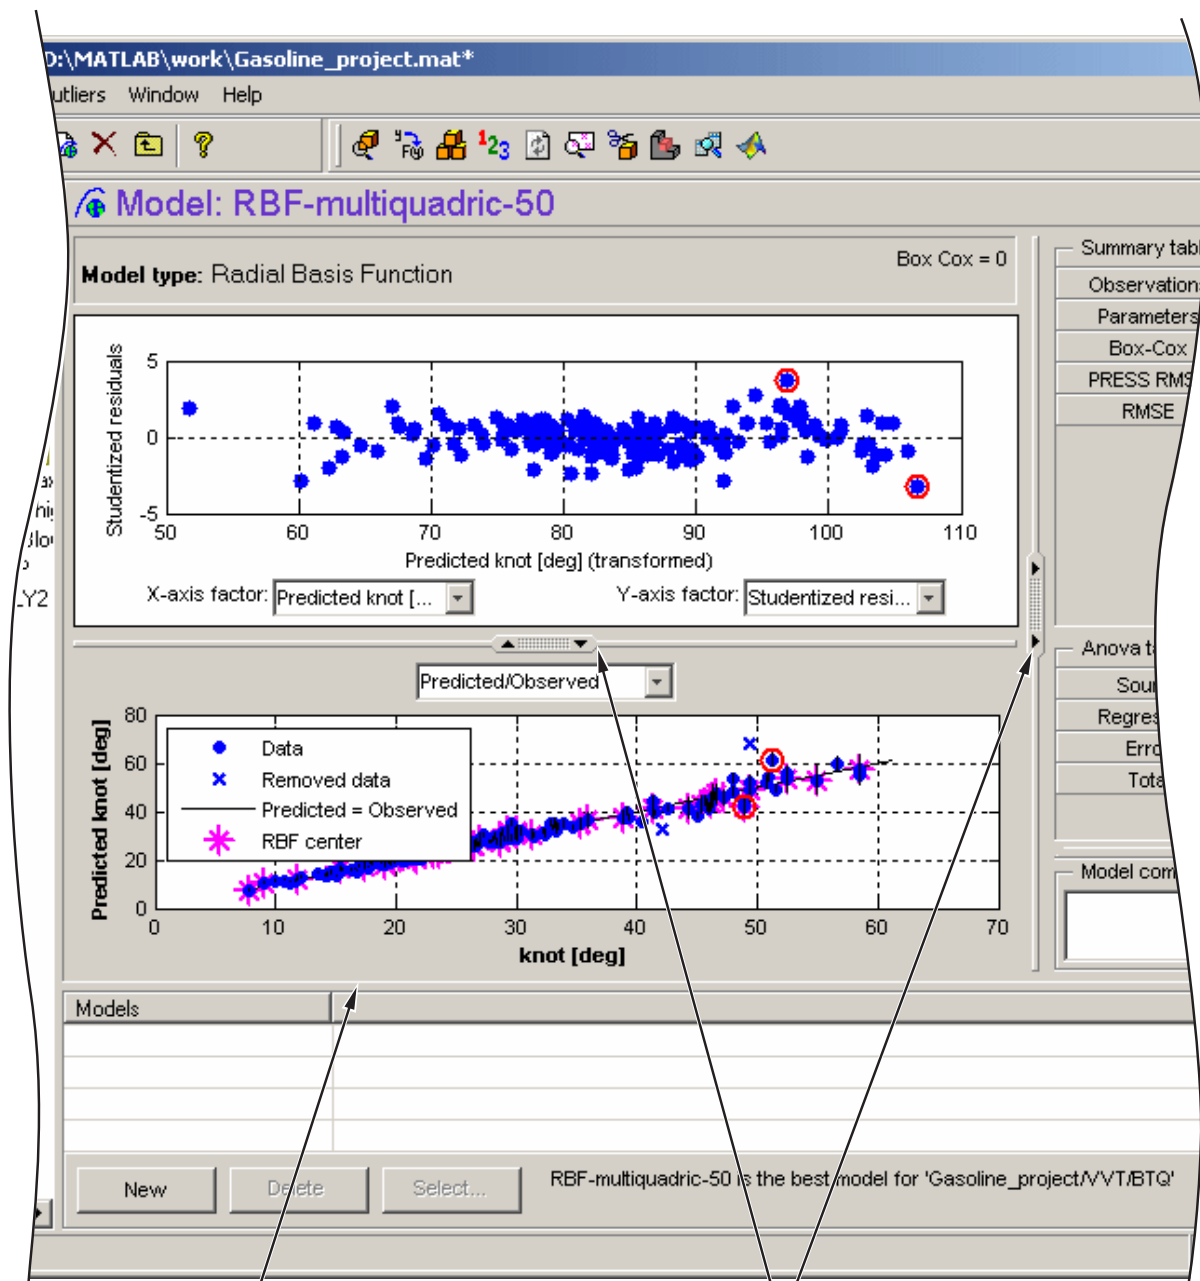 D:\MATLAB\work\Gasoline_project.mat*
utliers Window Help
y=
F(x)
123
Model: RBF-multiquadric-50
Model type: Radial Basis Function
Box Cox = 0
Summary tabl
Observation
Parameters
Box-Cox
PRESS RMS
RMSE
Studentized residuals
5
0
-5
50 60 70 80 90 100 110
Predicted knot [deg] (transformed)
X-axis factor: Predicted knot [...
Y-axis factor: Studentized resi...
LY2
Predicted/Observed
Anova t
Sour
Regres
Erro
Tota
Predicted knot [deg]
80
60
40
20
0
Data
Removed data
Predicted = Observed
RBF center
0 10 20 30 40 50 60 70
knot [deg]
Model com
Models
New Delete Select...
RBF-multiquadric-50 is the best model for 'Gasoline_project/VVT/BTQ'